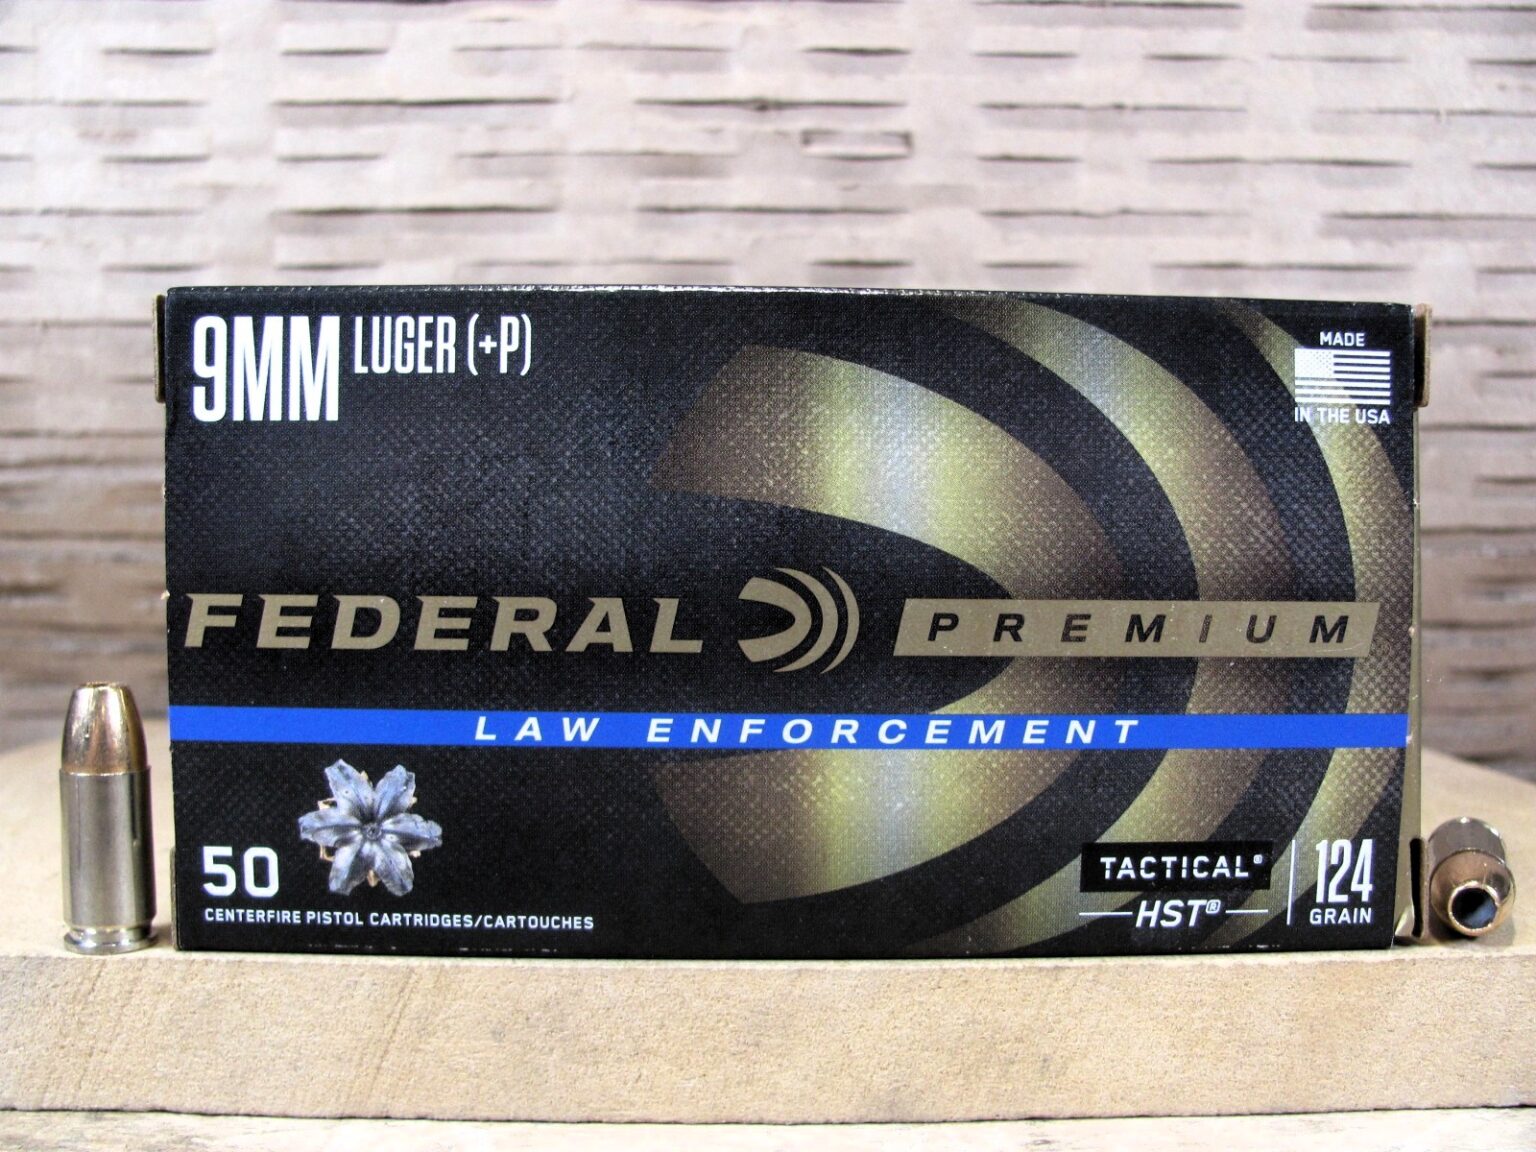 9MM LUGER (+P)
MADE
IN THE USA
FEDERAL PREMIUM
LAW ENFORCEMENT
50
CENTERFIRE PISTOL CARTRIDGES/CARTOUCHES
TACTICAL®
HST®
124
GRAIN